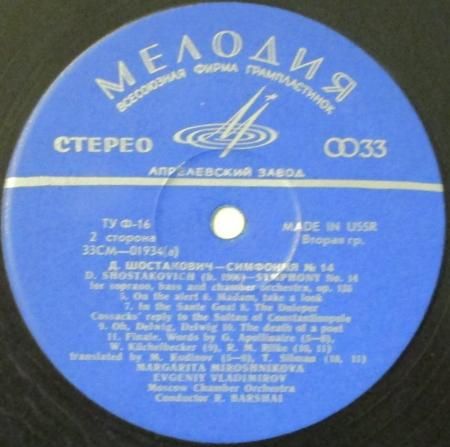 МЕЛОДИЯ
ВСЕСОЮЗНАЯ ФИРМА ГРАМПЛАСТИНОК
СТЕРЕО 33
АПРЕЛЕВСКИЙ ЗАВОД
ТУ Ф-16 MADE IN USSR
2 сторона Вторая гр.
33СМ—01934(а)
Д. ШОСТАКОВИЧ—СИМФОНИЯ № 14
D. SHOSTAKOVICH (b. 1906)—SYMPHONY No. 14
for soprano, bass and chamber orchestra, op. 135
5. On the alert 6. Madam, take a look
7. In the Sante Goal 8. The Dnieper
Cossacks' reply to the Sultan of Constantinople
9. Oh, Delwig, Delwig 10. The death of a poet
11. Finale. Words by G. Apollinaire (5—8),
W. Küchelbecker (9), R. M. Rilke (10, 11)
translated by M. Kudinov (5—8), T. Silman (10, 11)
MARGARITA MIROSHNIKOVA
EVGENIY VLADIMIROV
Moscow Chamber Orchestra
Conductor R. BARSHAI